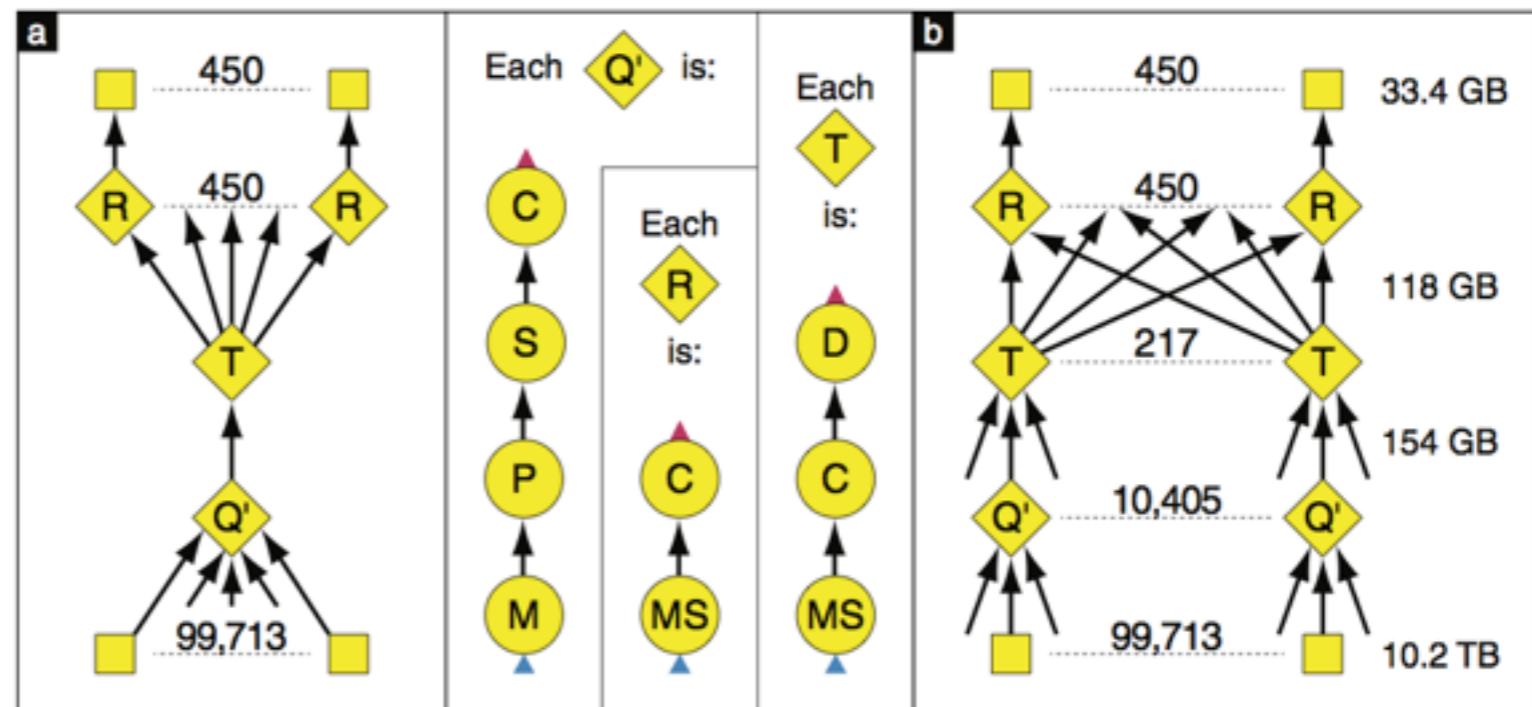 a
450
450
R
R
T
Q'
99,713
Each Q' is:
C
S
P
M
Each
R
is:
C
MS
Each
T
is:
D
C
MS
b
450
33.4 GB
450
R
R
118 GB
217
T
T
154 GB
10,405
Q'
Q'
99,713
10.2 TB